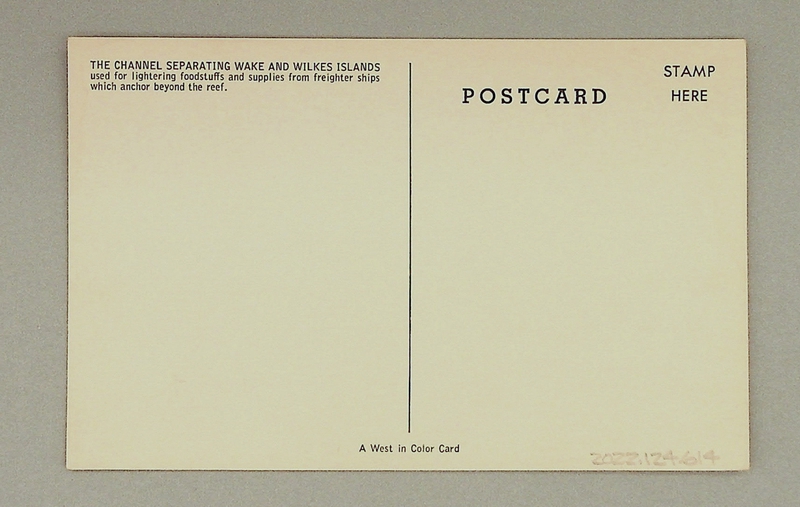 THE CHANNEL SEPARATING WAKE AND WILKES ISLANDS
used for lightering foodstuffs and supplies from freighter ships
which anchor beyond the reef.
POSTCARD
STAMP
HERE
A West in Color Card
2022.124.614